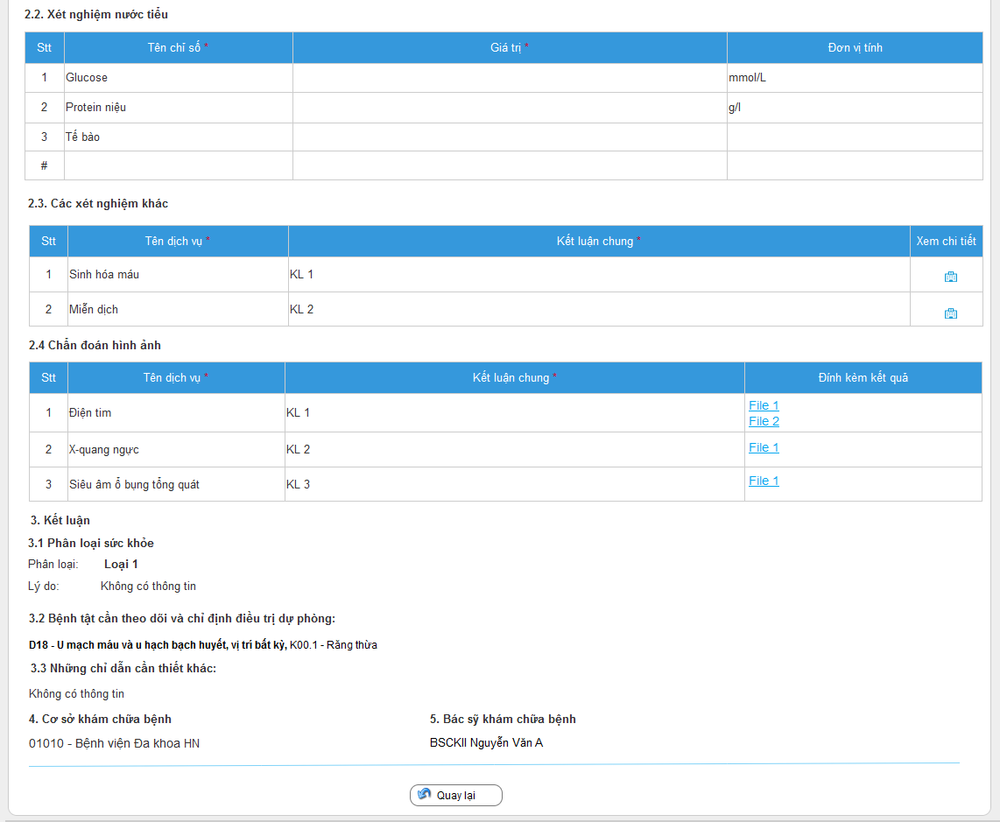 2.2. Xét nghiệm nước tiểu
Stt Tên chỉ số * Giá trị * Đơn vị tính
1 Glucose mmol/L
2 Protein niệu g/l
3 Tế bào
#
2.3. Các xét nghiệm khác
Stt Tên dịch vụ * Kết luận chung * Xem chi tiết
1 Sinh hóa máu KL 1
2 Miễn dịch KL 2
2.4 Chẩn đoán hình ảnh
Stt Tên dịch vụ * Kết luận chung * Đính kèm kết quả
1 Điện tim KL 1 File 1
File 2
2 X-quang ngực KL 2 File 1
3 Siêu âm ổ bụng tổng quát KL 3 File 1
3. Kết luận
3.1 Phân loại sức khỏe
Phân loại: Loại 1
Lý do: Không có thông tin
3.2 Bệnh tật cần theo dõi và chỉ định điều trị dự phòng:
D18 - U mạch máu và u hạch bạch huyết, vị trí bất kỳ, K00.1 - Răng thừa
3.3 Những chỉ dẫn cần thiết khác:
Không có thông tin
4. Cơ sở khám chữa bệnh 5. Bác sỹ khám chữa bệnh
01010 - Bệnh viện Đa khoa HN BSCKII Nguyễn Văn A
Quay lại